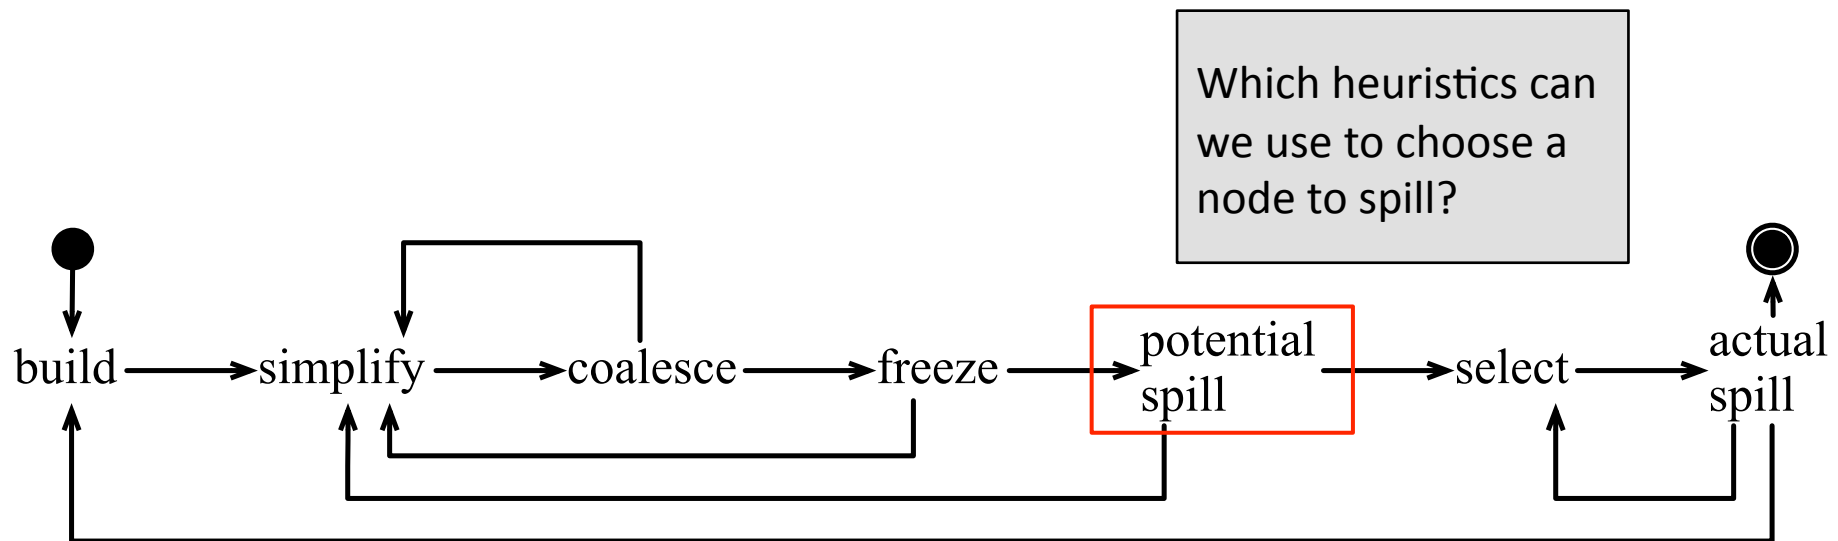 Which heuristics can
we use to choose a
node to spill?
build
simplify
coalesce
freeze
potential
spill
select
actual
spill